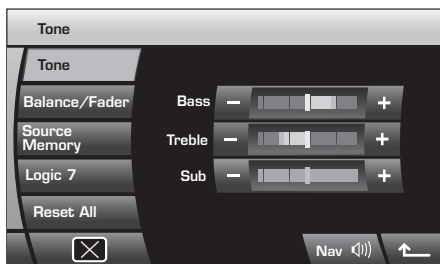 Tone
Tone
Balance/Fader
Source
Memory
Logic 7
Reset All
Bass - +
Treble - +
Sub - +
Nav